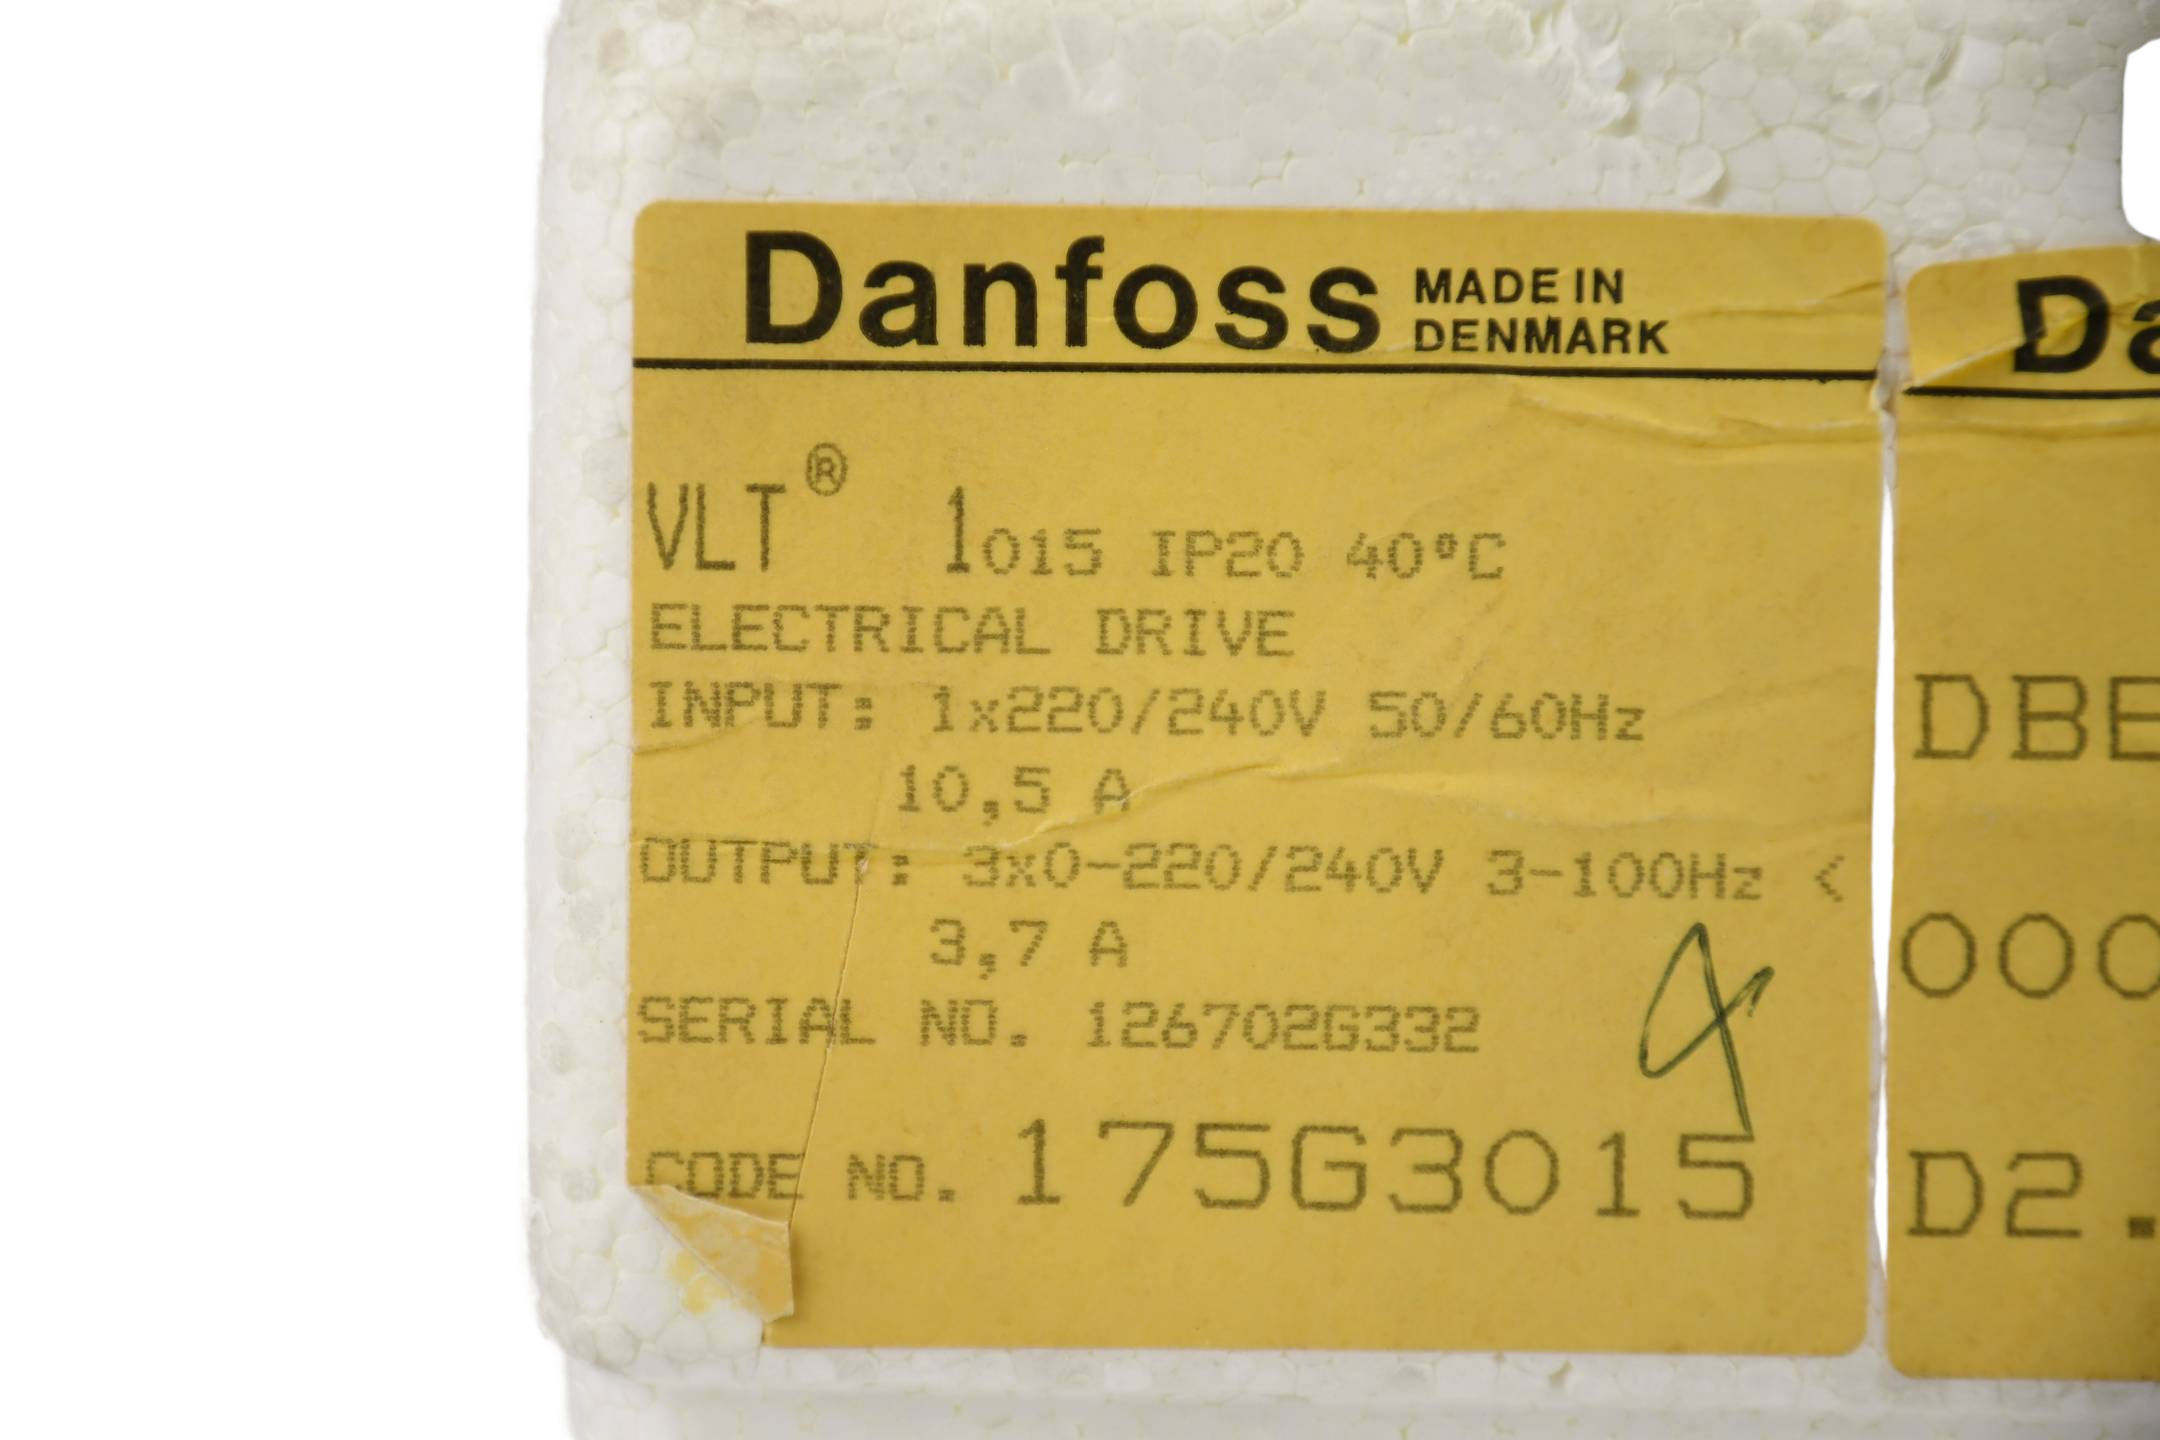 Danfoss MADE IN DENMARK
VLT® 1015 IP20 40°C
ELECTRICAL DRIVE
INPUT: 1x220/240V 50/60Hz
10,5 A
OUTPUT: 3x0-220/240V 3-100Hz <
3,7 A
SERIAL NO. 126702G332
CODE NO. 175G3015
Da
DBE
000
D2.